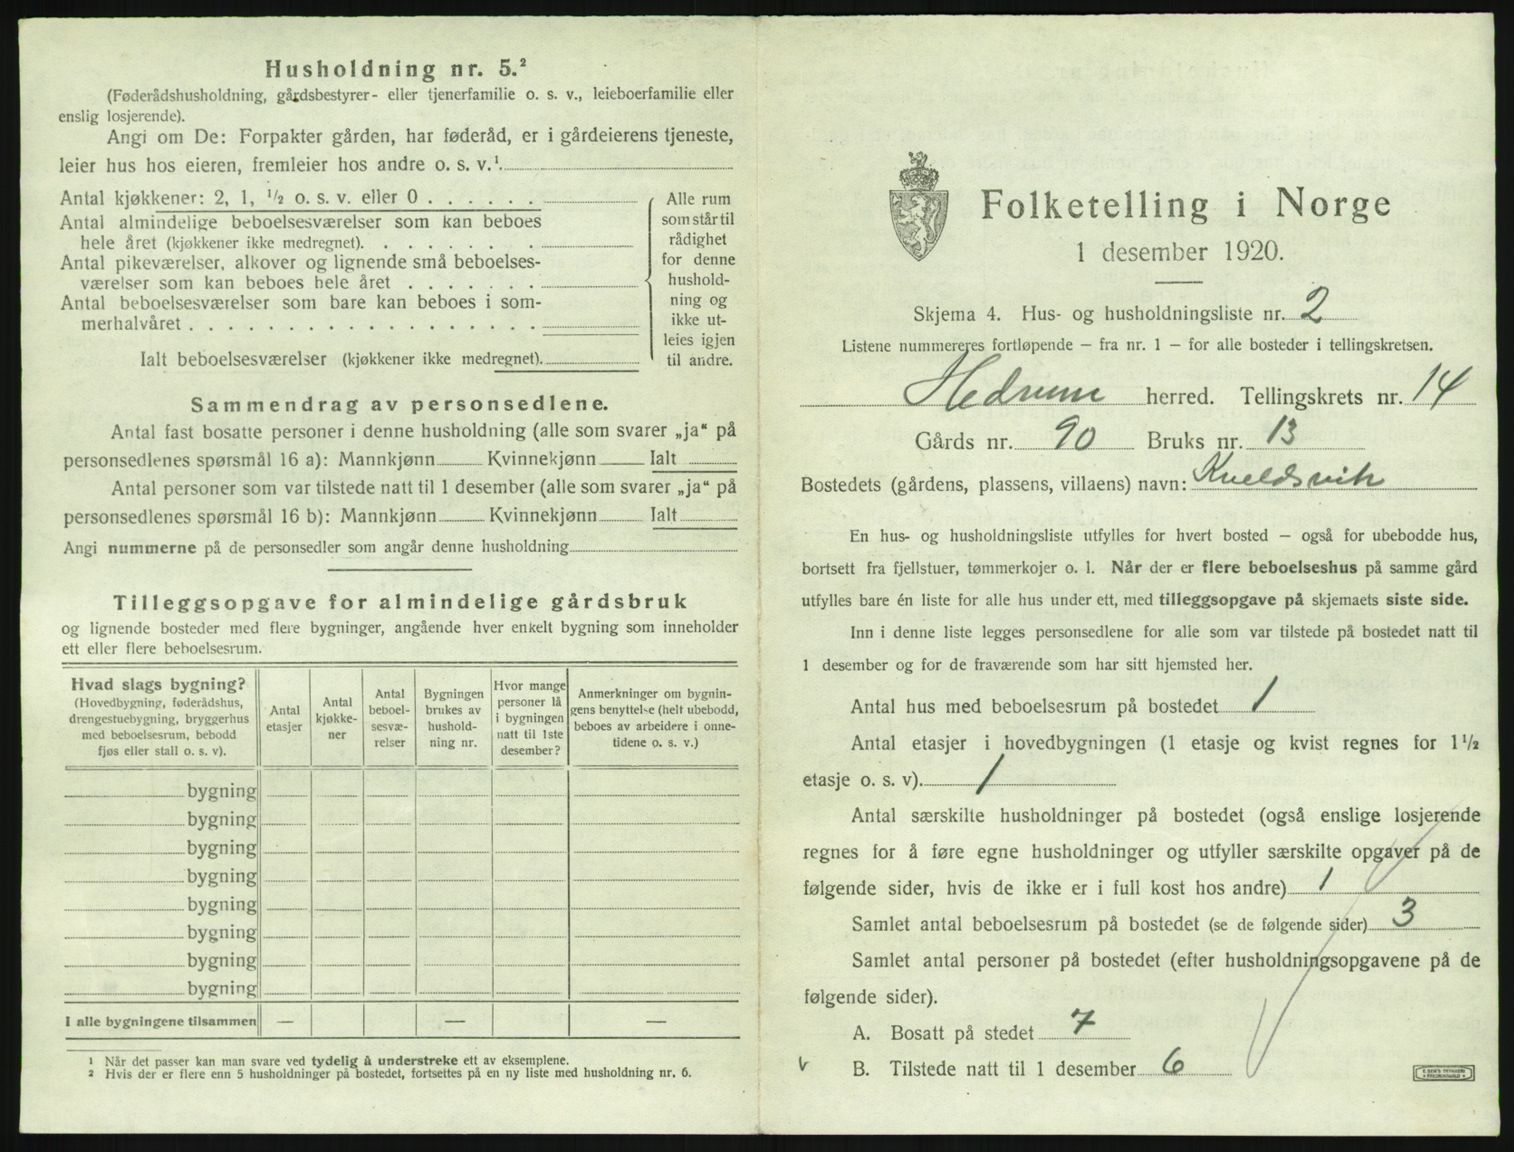 Husholdning nr. 5.²
(Føderådshusholdning, gårdsbestyrer- eller tjenerfamilie o. s. v., leieboerfamilie eller
enslig losjerende).
Angi om De: Forpakter gården, har føderåd, er i gårdeierens tjeneste,
leier hus hos eieren, fremleier hos andre o. s. v.¹
Antal kjøkkener: 2, 1, ½ o. s. v. eller 0
Antal almindelige beboelsesværelser som kan beboes
hele året (kjøkkener ikke medregnet).
Antal pikeværelser, alkover og lignende små beboelses-
værelser som kan beboes hele året
Antal beboelsesværelser som bare kan beboes i som-
merhalvåret
Ialt beboelsesværelser (kjøkkener ikke medregnet).
Alle rum
som står til
rådighet
for denne
hushold-
ning og
ikke ut-
leies igjen
til andre.
Sammendrag av personsedlene.
Antal fast bosatte personer i denne husholdning (alle som svarer „ja“ på
personsedlenes spørsmål 16 a): Mannkjønn Kvinnekjønn Ialt
Antal personer som var tilstede natt til 1 desember (alle som svarer „ja“ på
personsedlenes spørsmål 16 b): Mannkjønn Kvinnekjønn Ialt
Angi nummerne på de personsedler som angår denne husholdning
Tilleggsopgave for almindelige gårdsbruk
og lignende bosteder med flere bygninger, angående hver enkelt bygning som inneholder
ett eller flere beboelsesrum.
Hvad slags bygning?
(Hovedbygning, føderådshus,
drengestuebygning, bryggerhus
med beboelsesrum, bebodd
fjøs eller stall o. s. v).
Antal
etasjer
Antal
kjøkke-
ner
Antal
beboel-
sesvæ-
relser
Bygningen
brukes av
hushold-
ning nr.
Hvor mange
personer lå
i bygningen
natt til 1ste
desember?
Anmerkninger om bygnin-
gens benyttelse (helt ubebodd,
beboes av arbeidere i onne-
tidene o. s. v.)
bygning
bygning
bygning
bygning
bygning
bygning
bygning
bygning
I alle bygningene tilsammen — — —
¹ Når det passer kan man svare ved tydelig å understreke ett av eksemplene.
² Hvis der er flere enn 5 husholdninger på bostedet, fortsettes på en ny liste med husholdning nr. 6.
Folketelling i Norge
1 desember 1920.
Skjema 4. Hus- og husholdningsliste nr. 2
Listene nummereres fortløpende — fra nr. 1 — for alle bosteder i tellingskretsen.
Hedrum herred. Tellingskrets nr. 14
Gårds nr. 90 Bruks nr. 13
Bostedets (gårdens, plassens, villaens) navn: Kveldsvik
En hus- og husholdningsliste utfylles for hvert bosted — også for ubebodde hus,
bortsett fra fjellstuer, tømmerkojer o. l. Når der er flere beboelseshus på samme gård
utfylles bare én liste for alle hus under ett, med tilleggsopgave på skjemaets siste side.
Inn i denne liste legges personsedlene for alle som var tilstede på bostedet natt til
1 desember og for de fraværende som har sitt hjemsted her.
Antal hus med beboelsesrum på bostedet 1
Antal etasjer i hovedbygningen (1 etasje og kvist regnes for 1½
etasje o. s. v). 1
Antal særskilte husholdninger på bostedet (også enslige losjerende
regnes for å føre egne husholdninger og utfyller særskilte opgaver på de
følgende sider, hvis de ikke er i full kost hos andre) 1
Samlet antal beboelsesrum på bostedet (se de følgende sider) 3
Samlet antal personer på bostedet (efter husholdningsopgavene på de
følgende sider).
A. Bosatt på stedet 7
B. Tilstede natt til 1 desember 6